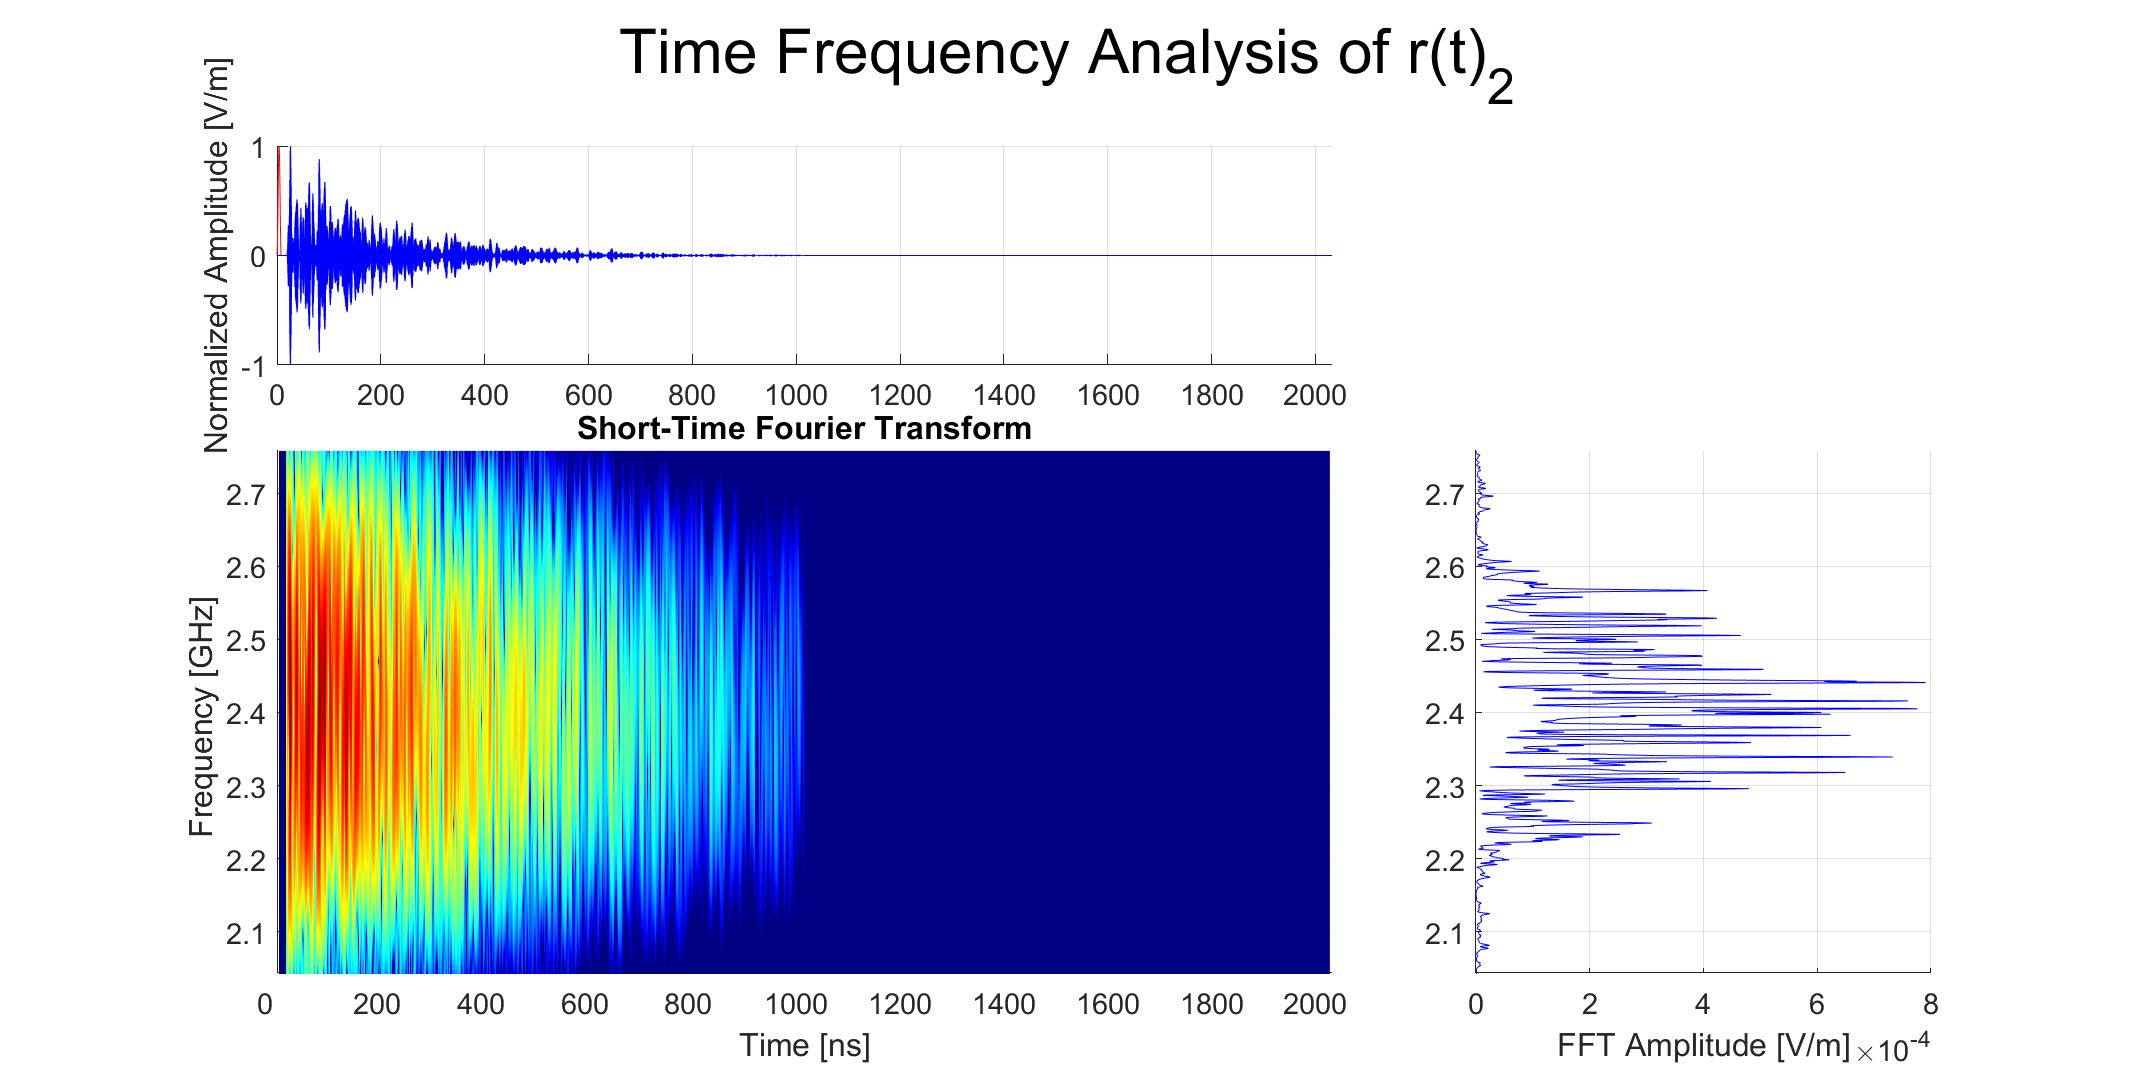 Time Frequency Analysis of r(t)2
Normalized Amplitude [V/m]
1
0
-1
0 200 400 600 800 1000 1200 1400 1600 1800 2000
Short-Time Fourier Transform
Frequency [GHz]
2.7
2.6
2.5
2.4
2.3
2.2
2.1
0 200 400 600 800 1000 1200 1400 1600 1800 2000
Time [ns]
2.7
2.6
2.5
2.4
2.3
2.2
2.1
0 2 4 6 8
FFT Amplitude [V/m] ×10-4